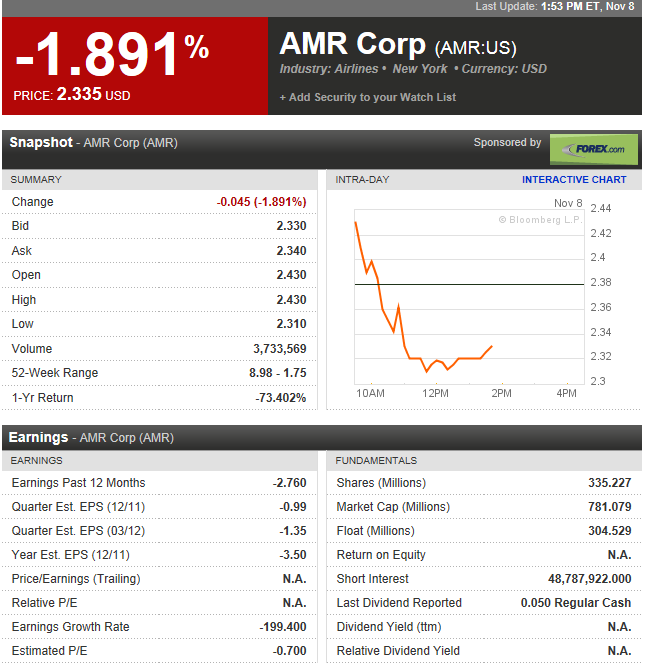 Last Update: 1:53 PM ET, Nov 8
-1.891%
PRICE: 2.335 USD
AMR Corp (AMR:US)
Industry: Airlines • New York • Currency: USD
+ Add Security to your Watch List
Snapshot - AMR Corp (AMR)
Sponsored by
FOREX.com
SUMMARY
Change -0.045 (-1.891%)
Bid 2.330
Ask 2.340
Open 2.430
High 2.430
Low 2.310
Volume 3,733,569
52-Week Range 8.98 - 1.75
1-Yr Return -73.402%
INTRA-DAY INTERACTIVE CHART
Nov 8
© Bloomberg L.P.
2.44
2.42
2.4
2.38
2.36
2.34
2.32
2.3
10AM 12PM 2PM 4PM
Earnings - AMR Corp (AMR)
EARNINGS
Earnings Past 12 Months -2.760
Quarter Est. EPS (12/11) -0.99
Quarter Est. EPS (03/12) -1.35
Year Est. EPS (12/11) -3.50
Price/Earnings (Trailing) N.A.
Relative P/E N.A.
Earnings Growth Rate -199.400
Estimated P/E -0.700
FUNDAMENTALS
Shares (Millions) 335.227
Market Cap (Millions) 781.079
Float (Millions) 304.529
Return on Equity N.A.
Short Interest 48,787,922.000
Last Dividend Reported 0.050 Regular Cash
Dividend Yield (ttm) N.A.
Relative Dividend Yield N.A.